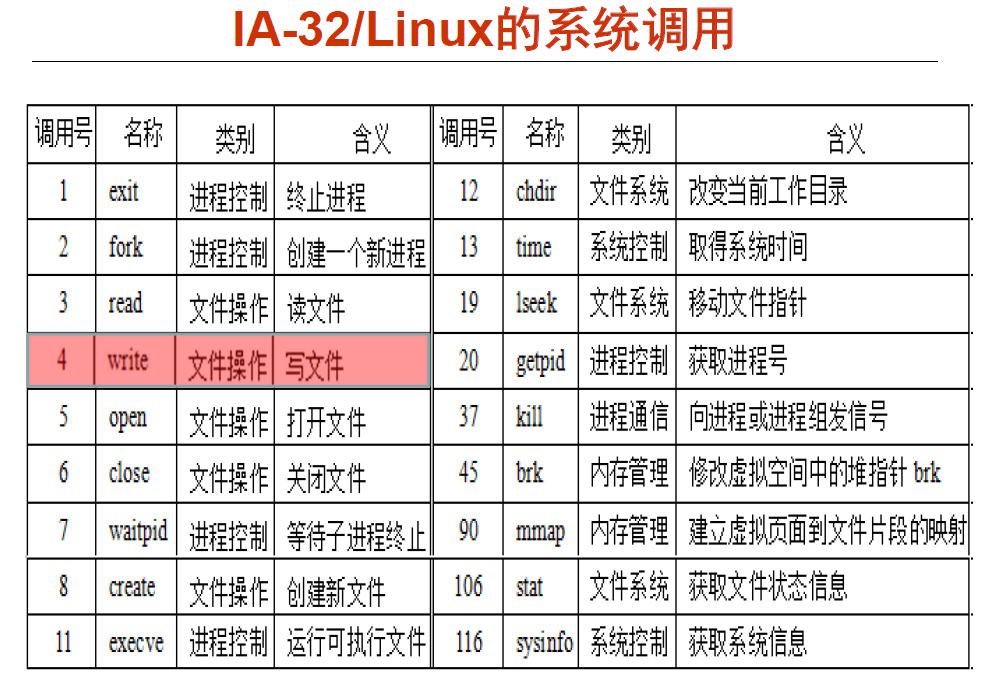 IA-32/Linux的系统调用
调用号 名称 类别 含义 调用号 名称 类别 含义
1 exit 进程控制 终止进程 12 chdir 文件系统 改变当前工作目录
2 fork 进程控制 创建一个新进程 13 time 系统控制 取得系统时间
3 read 文件操作 读文件 19 lseek 文件系统 移动文件指针
4 write 文件操作 写文件 20 getpid 进程控制 获取进程号
5 open 文件操作 打开文件 37 kill 进程通信 向进程或进程组发信号
6 close 文件操作 关闭文件 45 brk 内存管理 修改虚拟空间中的堆指针 brk
7 waitpid 进程控制 等待子进程终止 90 mmap 内存管理 建立虚拟页面到文件片段的映射
8 create 文件操作 创建新文件 106 stat 文件系统 获取文件状态信息
11 execve 进程控制 运行可执行文件 116 sysinfo 系统控制 获取系统信息